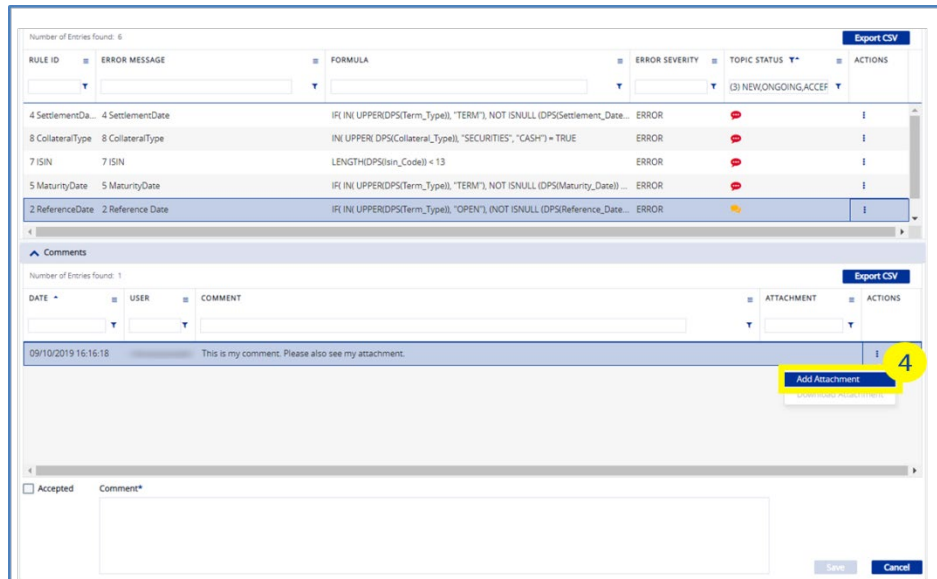 Number of Entries found: 6
Export CSV
RULE ID ERROR MESSAGE FORMULA ERROR SEVERITY TOPIC STATUS ACTIONS
(3) NEW,ONGOING,ACCEF
4 SettlementDa... 4 SettlementDate IF( IN( UPPER(DPS(Term_Type)), "TERM"), NOT ISNULL (DPS(Settlement_Date... ERROR
8 CollateralType 8 CollateralType IN( UPPER( DPS(Collateral_Type)), "SECURITIES", "CASH") = TRUE ERROR
7 ISIN 7 ISIN LENGTH(DPS(Isin_Code)) < 13 ERROR
5 MaturityDate 5 MaturityDate IF( IN( UPPER(DPS(Term_Type)), "TERM"), NOT ISNULL (DPS(Maturity_Date)) ... ERROR
2 ReferenceDate 2 Reference Date IF( IN( UPPER(DPS(Term_Type)), "OPEN"), (NOT ISNULL (DPS(Reference_Date... ERROR
Comments
Number of Entries found: 1
Export CSV
DATE USER COMMENT ATTACHMENT ACTIONS
09/10/2019 16:16:18 This is my comment. Please also see my attachment.
4
Add Attachment
Download Attachment
Accepted Comment*
Save Cancel